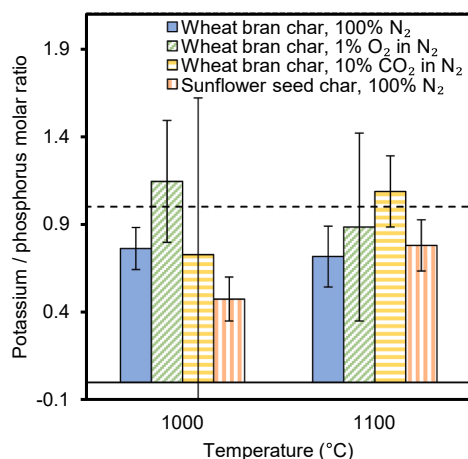 Wheat bran char, 100% N₂
Wheat bran char, 1% O₂ in N₂
Wheat bran char, 10% CO₂ in N₂
Sunflower seed char, 100% N₂
Potassium / phosphorus molar ratio
1.9
1.4
0.9
0.4
-0.1
1000
1100
Temperature (°C)